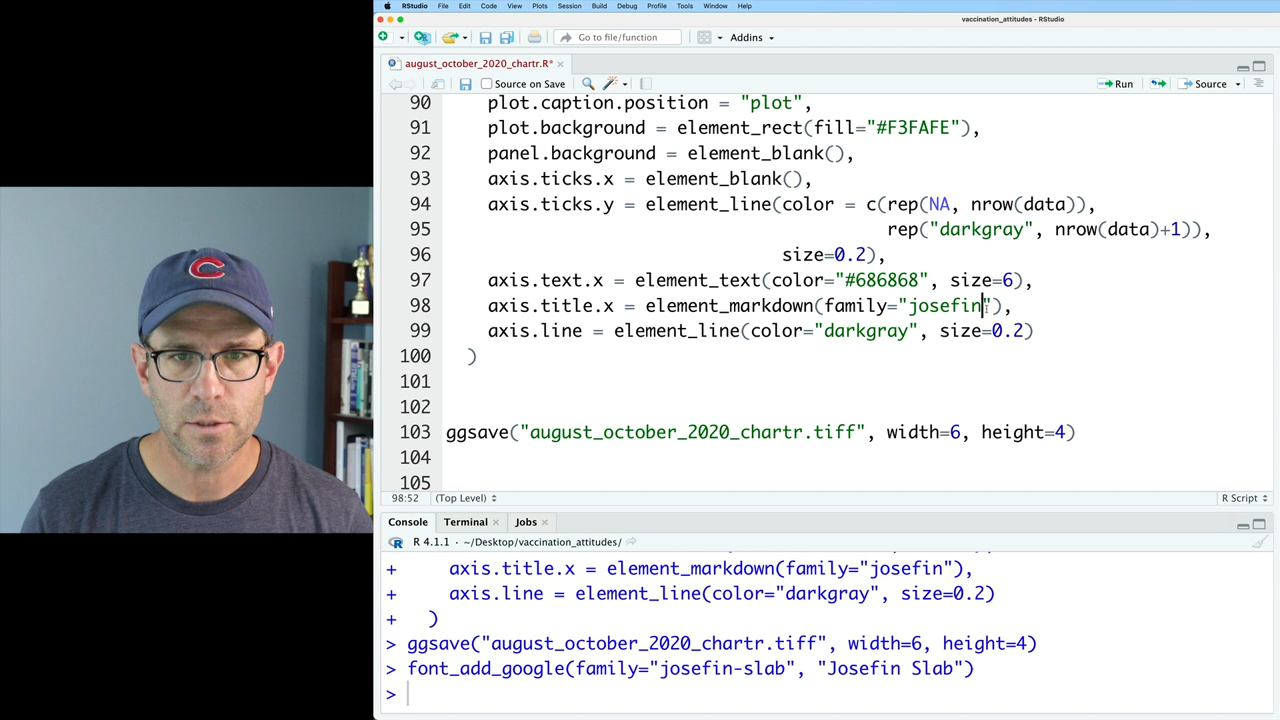 RStudio File Edit Code View Plots Session Build Debug Profile Tools Window Help
vaccination_attitudes - RStudio
Go to file/function Addins
august_october_2020_chartr.R*
Source on Save Run Source
90 plot.caption.position = "plot",
91 plot.background = element_rect(fill="#F3FAFE"),
92 panel.background = element_blank(),
93 axis.ticks.x = element_blank(),
94 axis.ticks.y = element_line(color = c(rep(NA, nrow(data)),
95 rep("darkgray", nrow(data)+1)),
96 size=0.2),
97 axis.text.x = element_text(color="#686868", size=6),
98 axis.title.x = element_markdown(family="josefin"),
99 axis.line = element_line(color="darkgray", size=0.2)
100 )
101
102
103 ggsave("august_october_2020_chartr.tiff", width=6, height=4)
104
105
98:52 (Top Level) R Script
Console Terminal Jobs
R 4.1.1 · ~/Desktop/vaccination_attitudes/
+ axis.title.x = element_markdown(family="josefin"),
+ axis.line = element_line(color="darkgray", size=0.2)
+ )
> ggsave("august_october_2020_chartr.tiff", width=6, height=4)
> font_add_google(family="josefin-slab", "Josefin Slab")
>